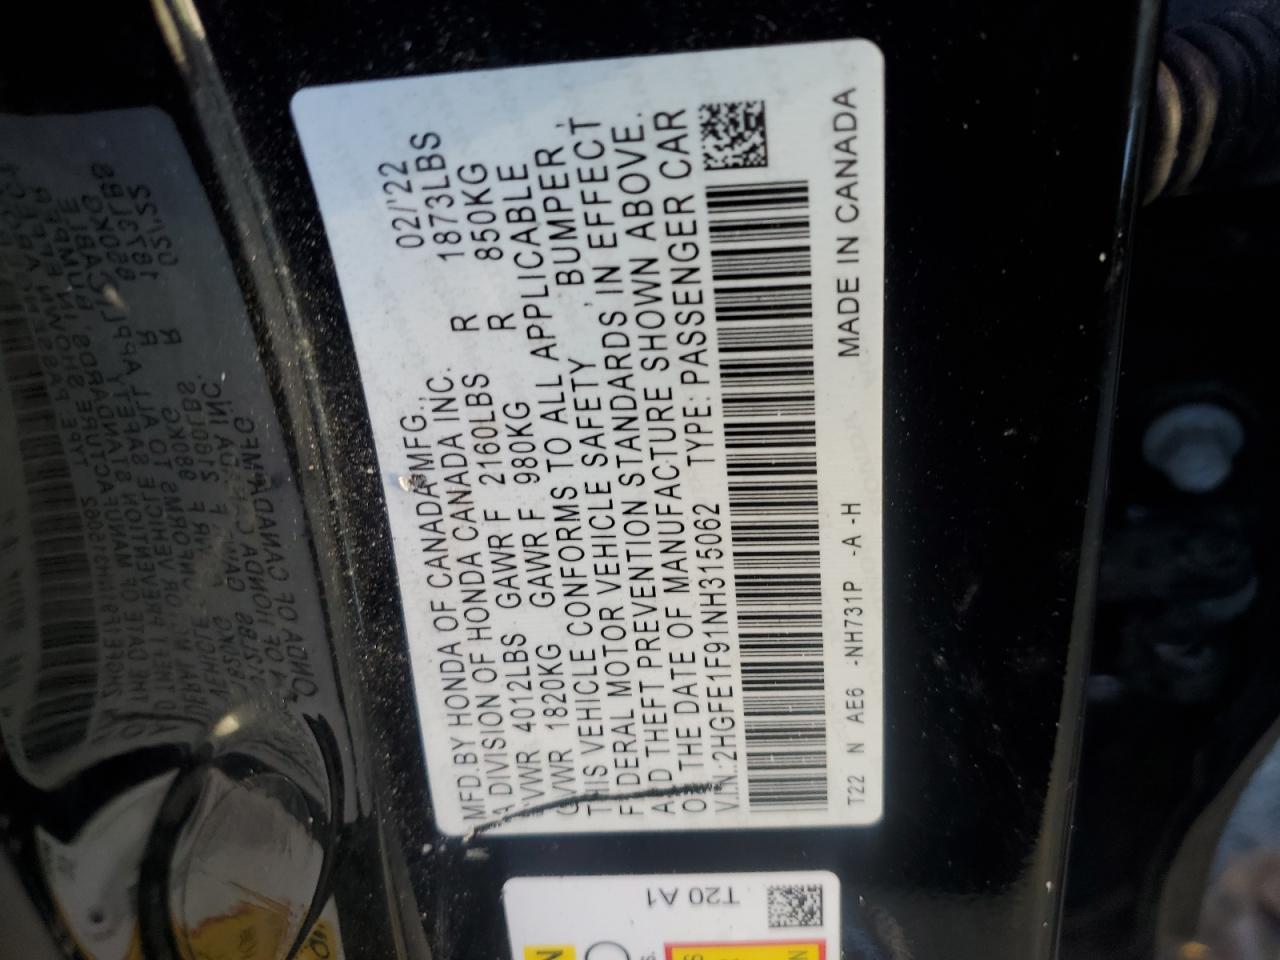 MFD.BY HONDA OF CANADA MFG., 02/'22
A DIVISION OF HONDA CANADA INC.
GVWR 4012LBS GAWR F 2160LBS R 1873LBS
GVWR 1820KG GAWR F 980KG R 850KG
THIS VEHICLE CONFORMS TO ALL APPLICABLE
FEDERAL MOTOR VEHICLE SAFETY , BUMPER ,
AND THEFT PREVENTION STANDARDS IN EFFECT
ON THE DATE OF MANUFACTURE SHOWN ABOVE.
V.I.N.:2HGFE1F91NH315062 TYPE: PASSENGER CAR
T22 N AE6 -NH731P -A -H MADE IN CANADA
T20 A1